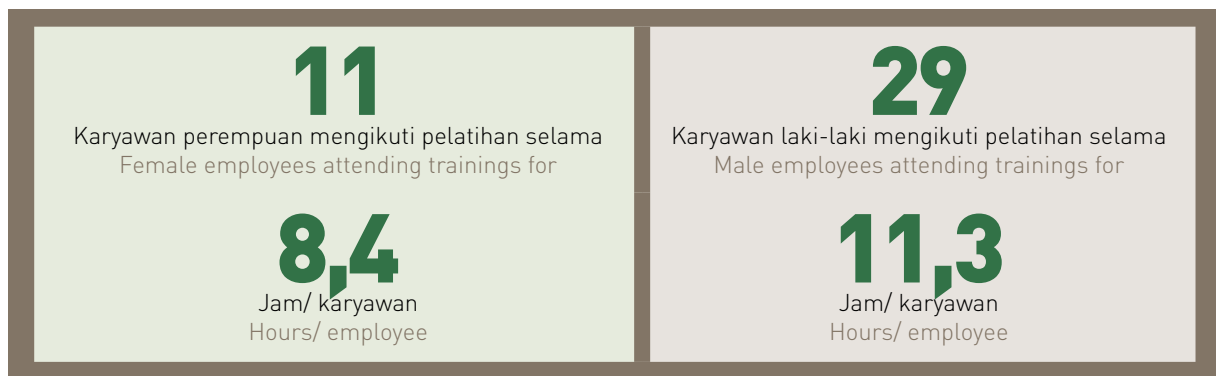 11
Karyawan perempuan mengikuti pelatihan selama
Female employees attending trainings for
8,4
Jam/ karyawan
Hours/ employee
29
Karyawan laki-laki mengikuti pelatihan selama
Male employees attending trainings for
11,3
Jam/ karyawan
Hours/ employee